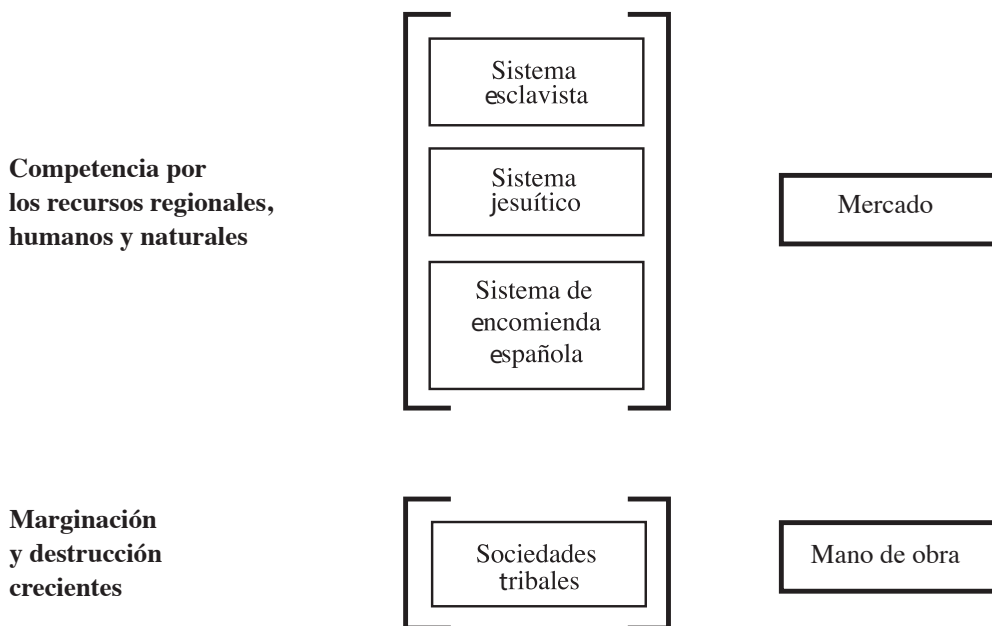 Competencia por
los recursos regionales,
humanos y naturales
Sistema
esclavista
Sistema
jesuítico
Sistema de
encomienda
española
Mercado
Marginación
y destrucción
crecientes
Sociedades
tribales
Mano de obra